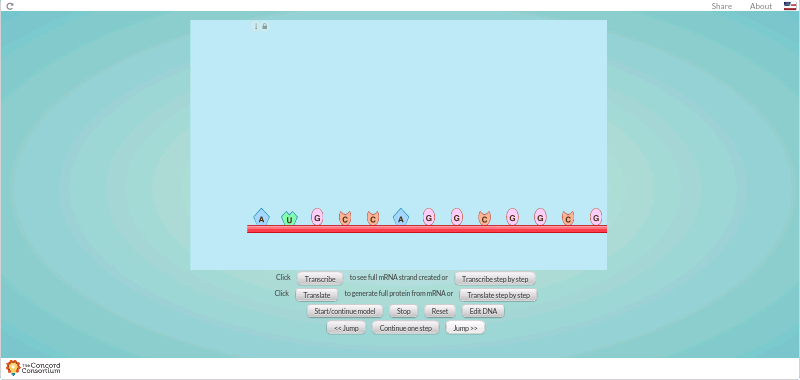 Share About
A U G C C A G G C G G C G
Click Transcribe to see full mRNA strand created or Transcribe step by step
Click Translate to generate full protein from mRNA or Translate step by step
Start/continue model Stop Reset Edit DNA
<< Jump Continue one step Jump >>
The Concord
Consortium